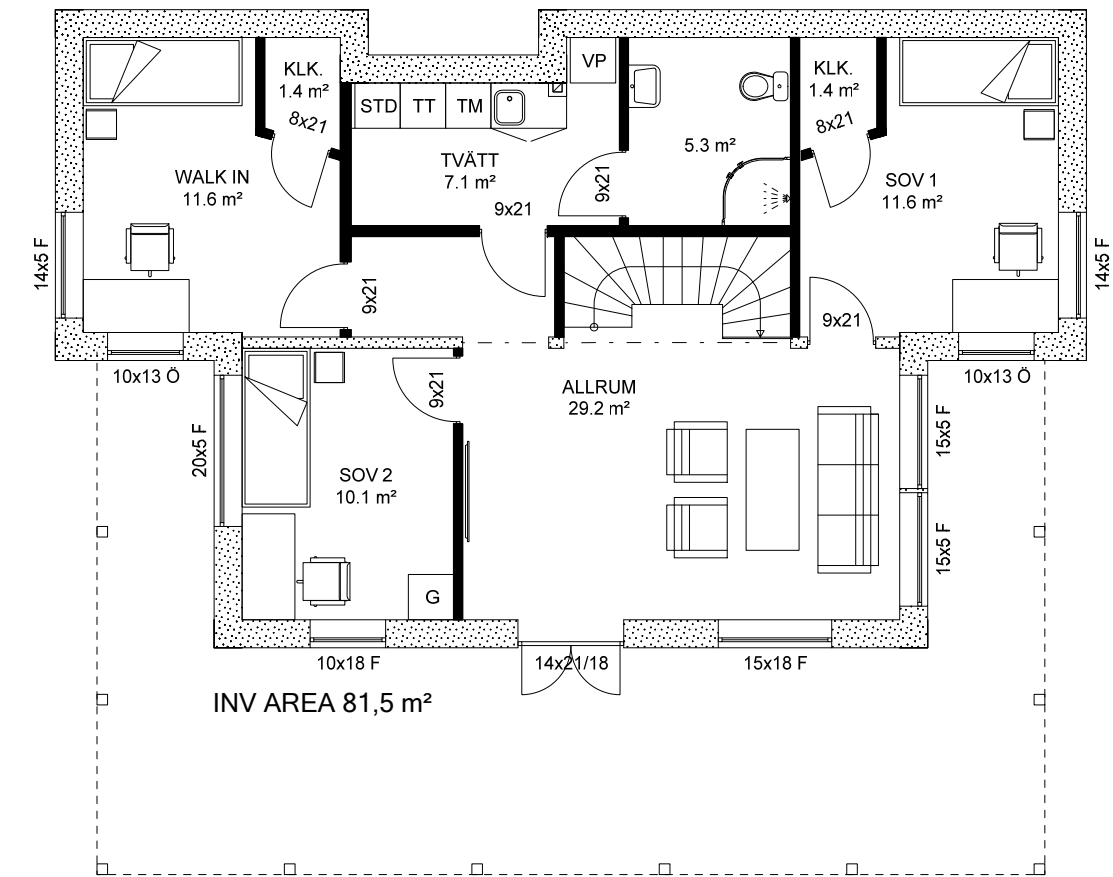 VP
KLK.
1.4 m²
8x21
KLK.
1.4 m²
8x21
STD
TT
TM
TVÄTT
7.1 m²
9x21
9x21
5.3 m²
WALK IN
11.6 m²
SOV 1
11.6 m²
14x5 F
14x5 F
9x21
9x21
10x13 Ö
10x13 Ö
9x21
ALLRUM
29.2 m²
20x5 F
15x5 F
SOV 2
10.1 m²
15x5 F
G
10x18 F
14x21/18
15x18 F
INV AREA 81,5 m²